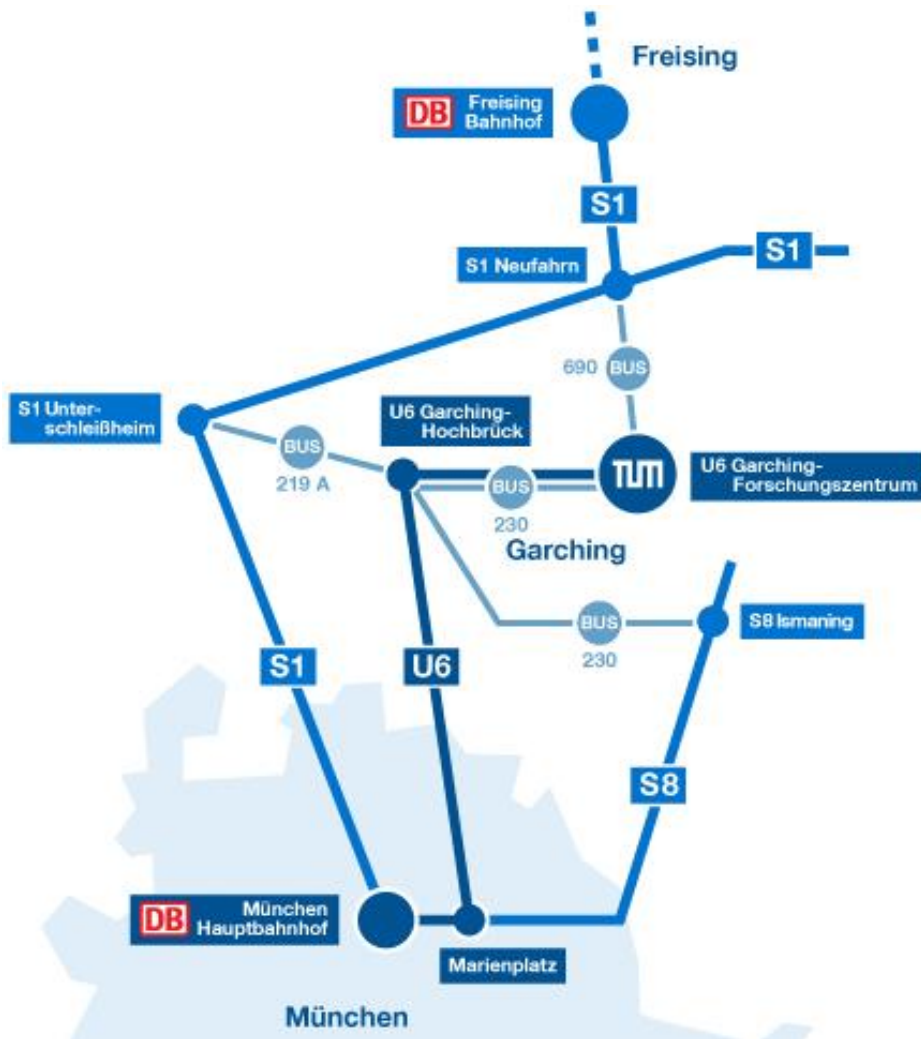 Freising
DB Freising
Bahnhof
S1
S1
S1 Neufahrn
690 BUS
S1 Unter-
schleißheim
U6 Garching-
Hochbrück
BUS
219 A
TUM
U6 Garching-
Forschungszentrum
BUS
230
Garching
BUS
230
S8 Ismaning
S1
U6
S8
DB München
Hauptbahnhof
Marienplatz
München